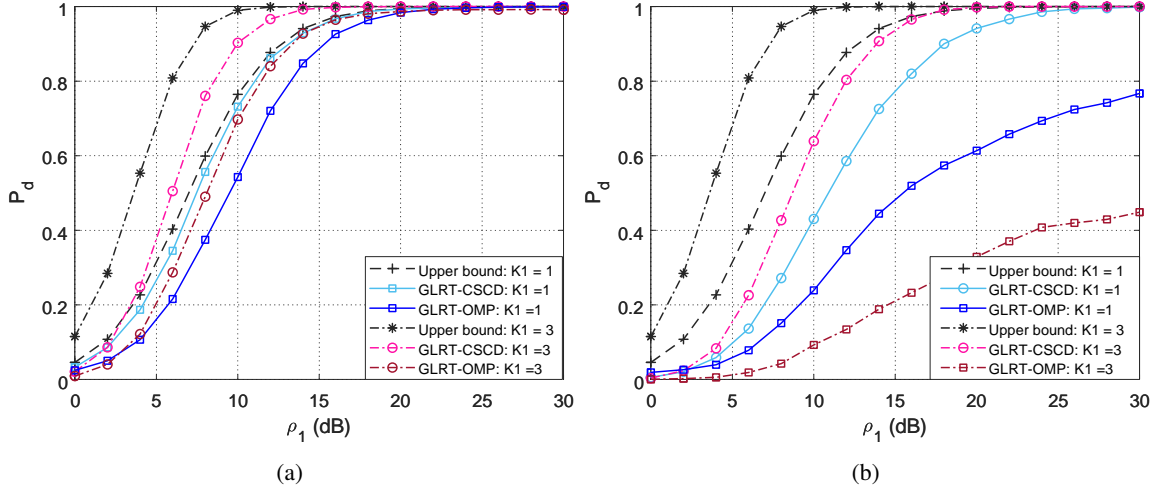 1
0.8
0.6
0.4
0.2
0
P_d
0 5 10 15 20 25 30
ρ_1 (dB)
Upper bound: K1 = 1
GLRT-CSCD: K1 =1
GLRT-OMP: K1 =1
Upper bound: K1 = 3
GLRT-CSCD: K1 =3
GLRT-OMP: K1 =3
(a)
1
0.8
0.6
0.4
0.2
0
P_d
0 5 10 15 20 25 30
ρ_1 (dB)
Upper bound: K1 = 1
GLRT-CSCD: K1 =1
GLRT-OMP: K1 =1
Upper bound: K1 = 3
GLRT-CSCD: K1 =3
GLRT-OMP: K1 =3
(b)